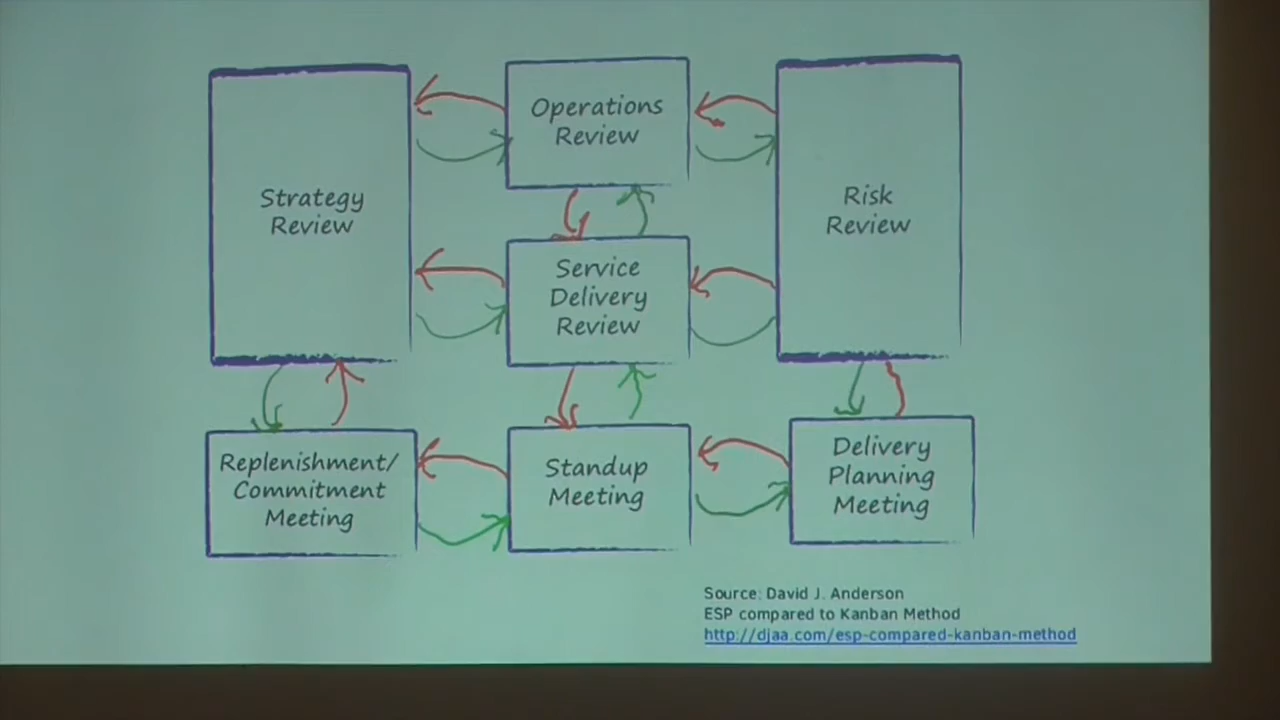 Operations
Review
Strategy
Review
Risk
Review
Service
Delivery
Review
Replenishment/
Commitment
Meeting
Standup
Meeting
Delivery
Planning
Meeting
Source: David J. Anderson
ESP compared to Kanban Method
http://djaa.com/esp-compared-kanban-method